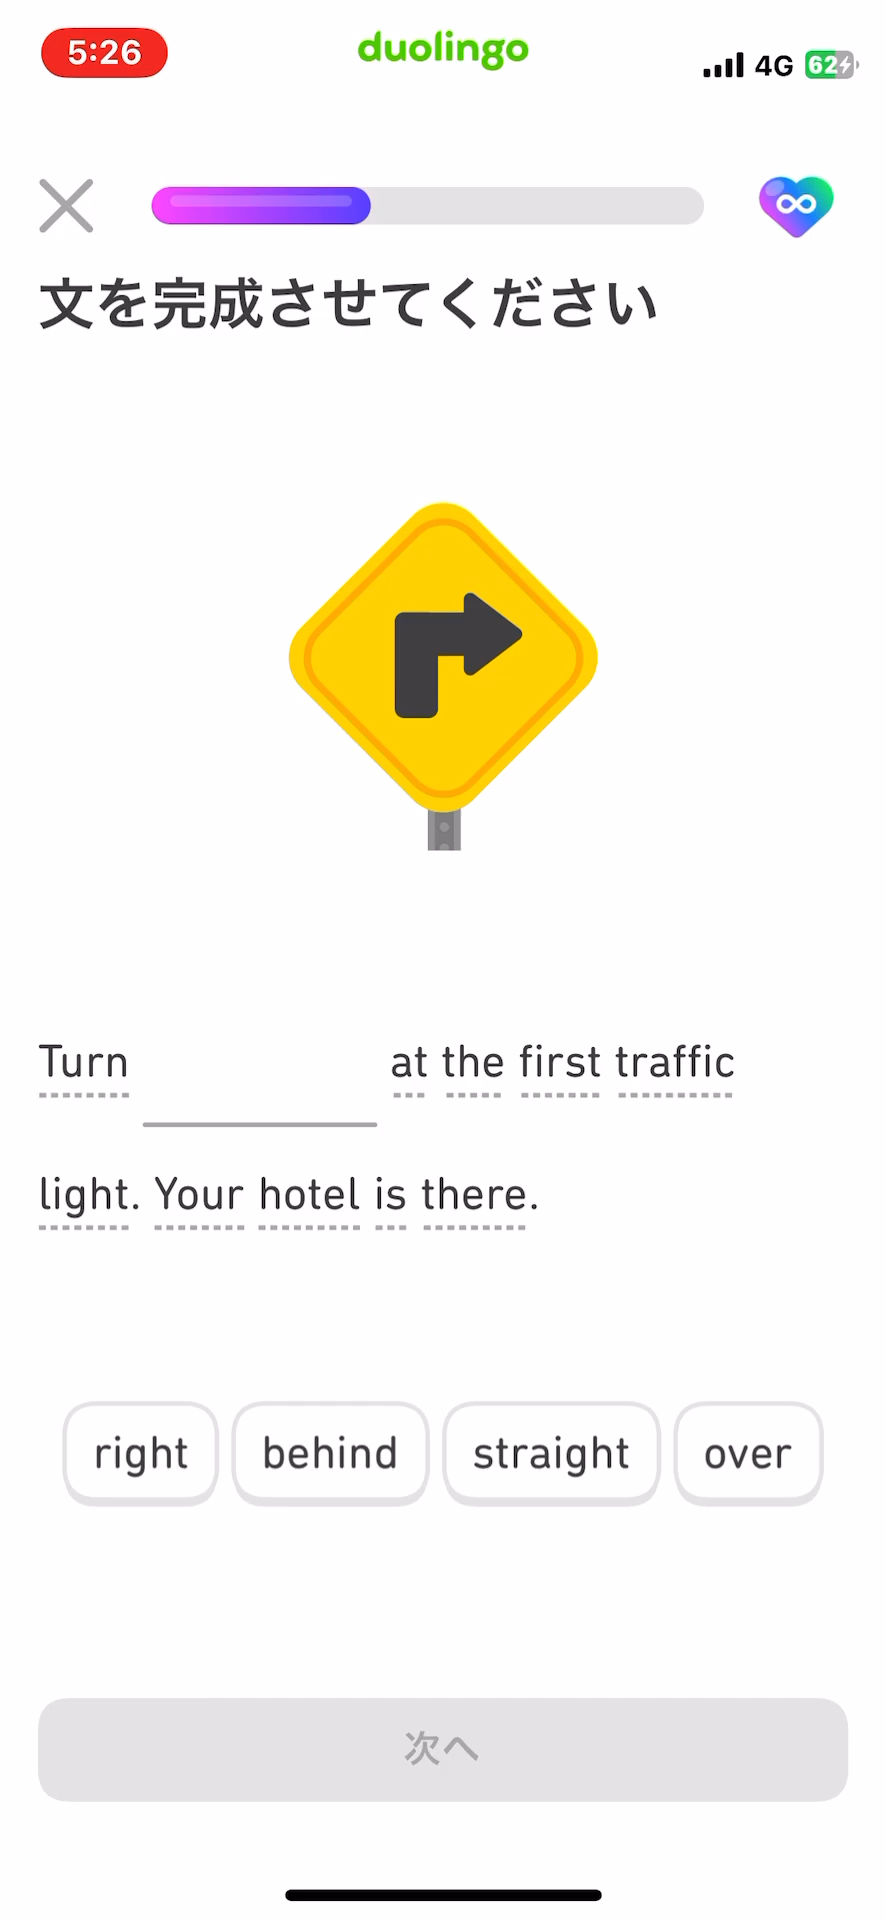 5:26
duolingo
4G
62
文を完成させてください
Turn ________ at the first traffic
light. Your hotel is there.
right behind straight over
次へ